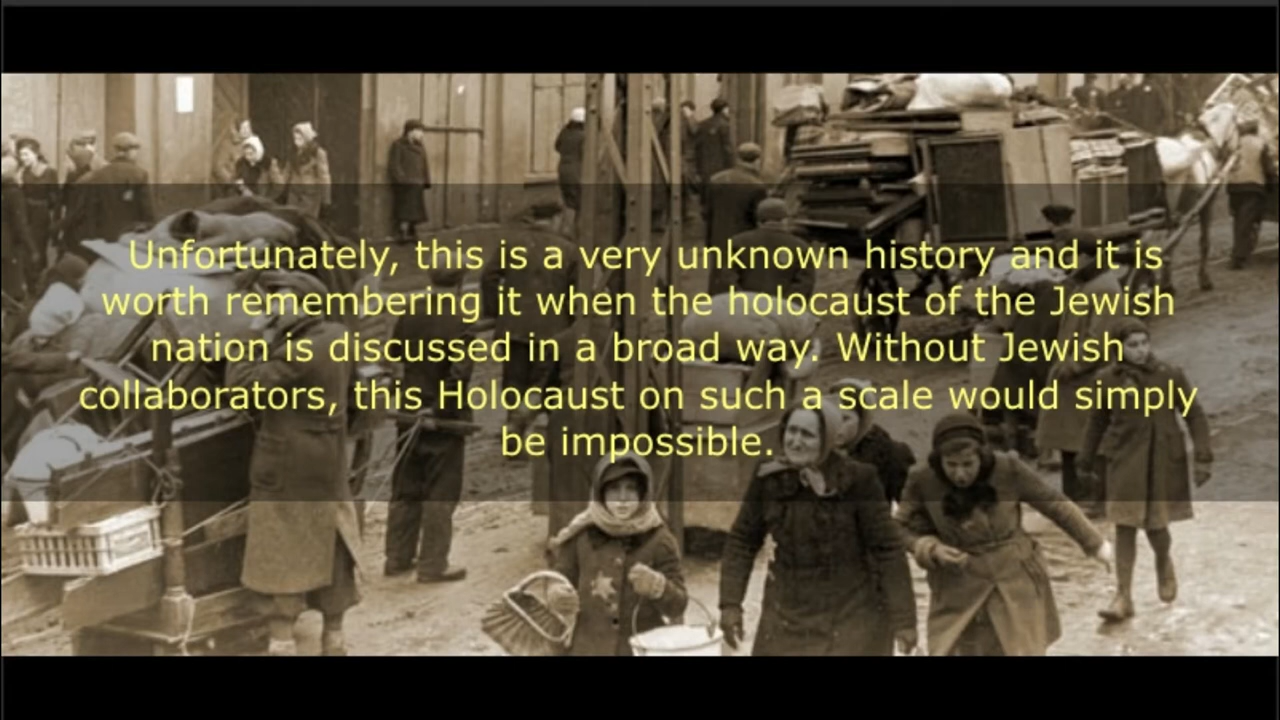 Unfortunately, this is a very unknown history and it is
worth remembering it when the holocaust of the Jewish
nation is discussed in a broad way. Without Jewish
collaborators, this Holocaust on such a scale would simply
be impossible.